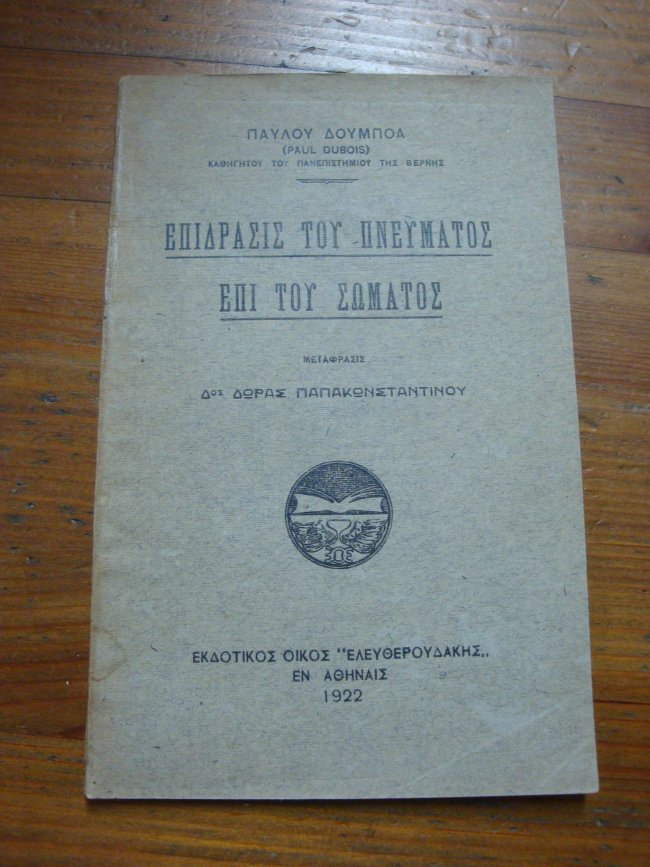 ΠΑΥΛΟΥ ΔΟΥΜΠΟΑ
(PAUL DUBOIS)
ΚΑΘΗΓΗΤΟΥ ΤΟΥ ΠΑΝΕΠΙΣΤΗΜΙΟΥ ΤΗΣ ΒΕΡΝΗΣ
ΕΠΙΔΡΑΣΙΣ ΤΟΥ ΠΝΕΥΜΑΤΟΣ
ΕΠΙ ΤΟΥ ΣΩΜΑΤΟΣ
ΜΕΤΑΦΡΑΣΙΣ
Δος ΔΩΡΑΣ ΠΑΠΑΚΩΝΣΤΑΝΤΙΝΟΥ
ΕΚΔΟΤΙΚΟΣ ΟΙΚΟΣ "ΕΛΕΥΘΕΡΟΥΔΑΚΗΣ„
ΕΝ ΑΘΗΝΑΙΣ
1922